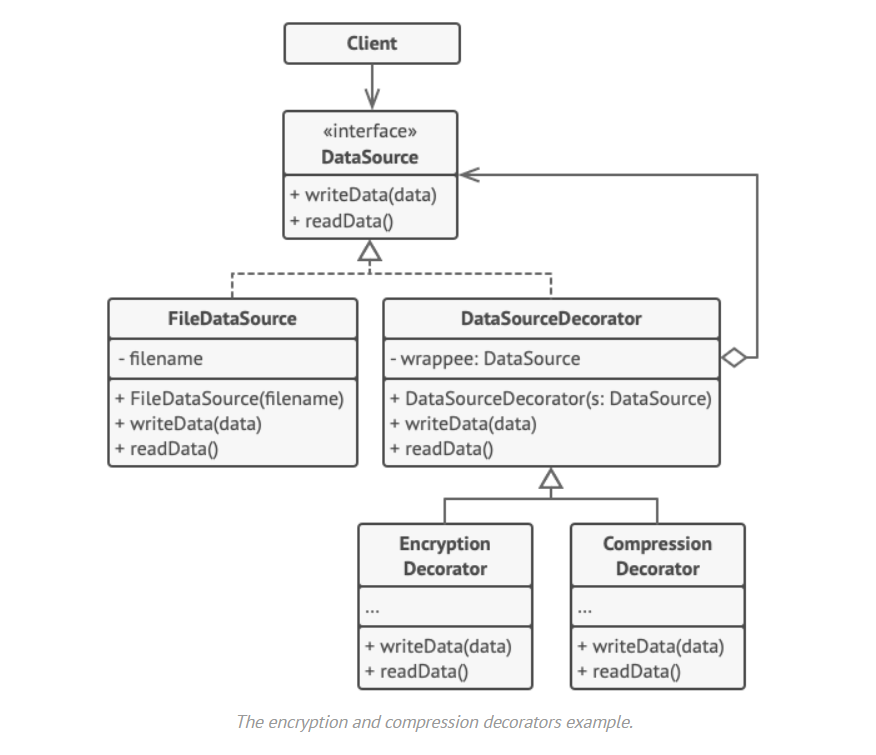 Client
«interface»
DataSource
+ writeData(data)
+ readData()
FileDataSource
- filename
+ FileDataSource(filename)
+ writeData(data)
+ readData()
DataSourceDecorator
- wrappee: DataSource
+ DataSourceDecorator(s: DataSource)
+ writeData(data)
+ readData()
Encryption
Decorator
...
+ writeData(data)
+ readData()
Compression
Decorator
...
+ writeData(data)
+ readData()
The encryption and compression decorators example.